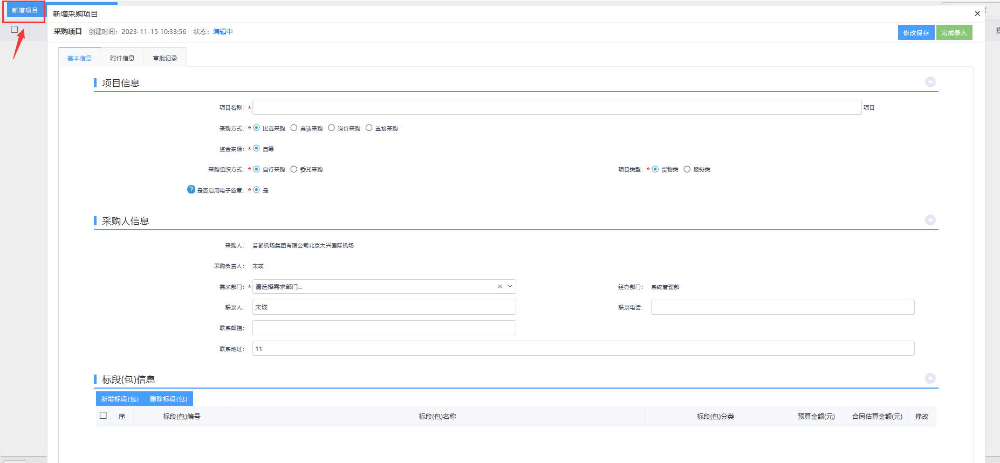 新增项目
新增采购项目
采购项目 创建时间：2023-11-15 10:33:56 状态：编辑中
修改保存 完成录入
基本信息 附件信息 审批记录
项目信息
项目名称：* 项目
采购方式：* 比选采购 竞谈采购 询价采购 直接采购
资金来源：* 自筹
采购组织方式：* 自行采购 委托采购 项目类型：* 货物类 服务类
? 是否启用电子签章：* 是
采购人信息
采购人： 首都机场集团有限公司北京大兴国际机场
采购负责人： 宋瑛
需求部门：* 请选择需求部门... 经办部门： 系统管理部
联系人： 宋瑛 联系电话：
联系邮箱：
联系地址： 11
标段(包)信息
新增标段(包) 删除标段(包)
序 标段(包)编号 标段(包)名称 标段(包)分类 预算金额(元) 合同估算金额(元) 修改